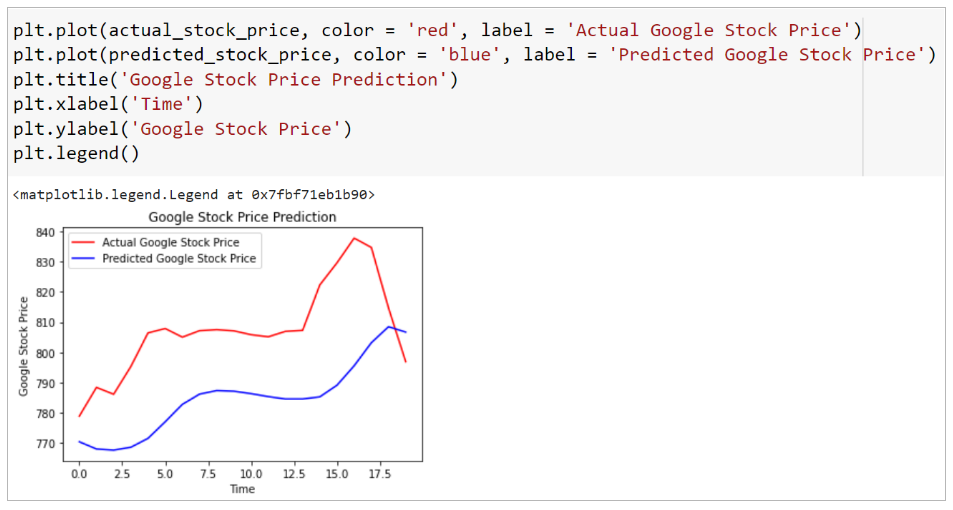 plt.plot(actual_stock_price, color = 'red', label = 'Actual Google Stock Price')
plt.plot(predicted_stock_price, color = 'blue', label = 'Predicted Google Stock Price')
plt.title('Google Stock Price Prediction')
plt.xlabel('Time')
plt.ylabel('Google Stock Price')
plt.legend()
<matplotlib.legend.Legend at 0x7fbf71eb1b90>
Google Stock Price Prediction
Actual Google Stock Price
Predicted Google Stock Price
Google Stock Price
840
830
820
810
800
790
780
770
0.0 2.5 5.0 7.5 10.0 12.5 15.0 17.5
Time